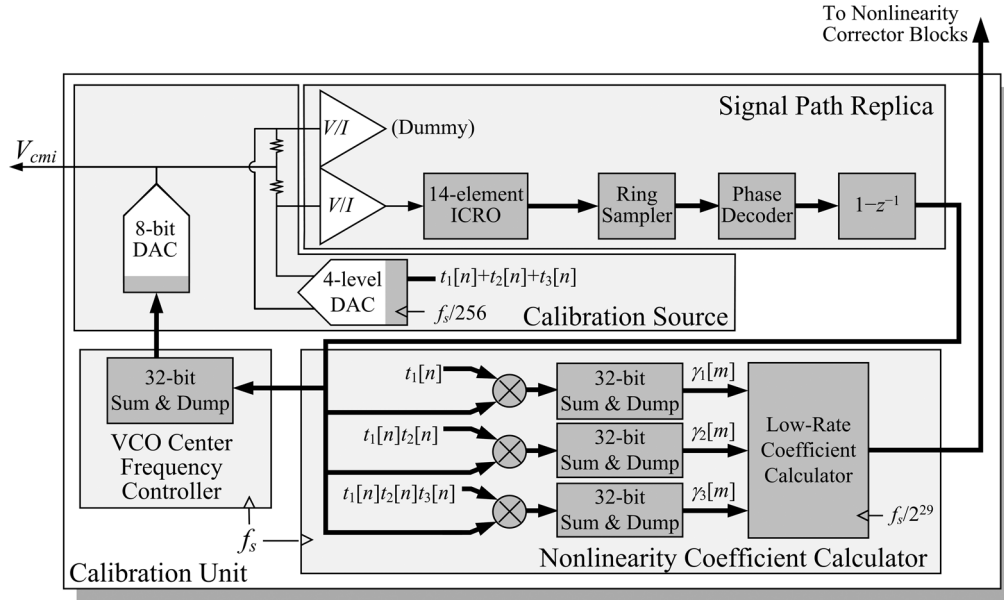 To Nonlinearity
Corrector Blocks
Signal Path Replica
V/I
(Dummy)
V_cmi
V/I
14-element
ICRO
Ring
Sampler
Phase
Decoder
1−z⁻¹
8-bit
DAC
4-level
DAC
t₁[n]+t₂[n]+t₃[n]
fₛ/256
Calibration Source
32-bit
Sum & Dump
VCO Center
Frequency
Controller
t₁[n]
32-bit
Sum & Dump
γ₁[m]
t₁[n]t₂[n]
32-bit
Sum & Dump
γ₂[m]
t₁[n]t₂[n]t₃[n]
32-bit
Sum & Dump
γ₃[m]
Low-Rate
Coefficient
Calculator
fₛ/2²⁹
fₛ
Nonlinearity Coefficient Calculator
Calibration Unit